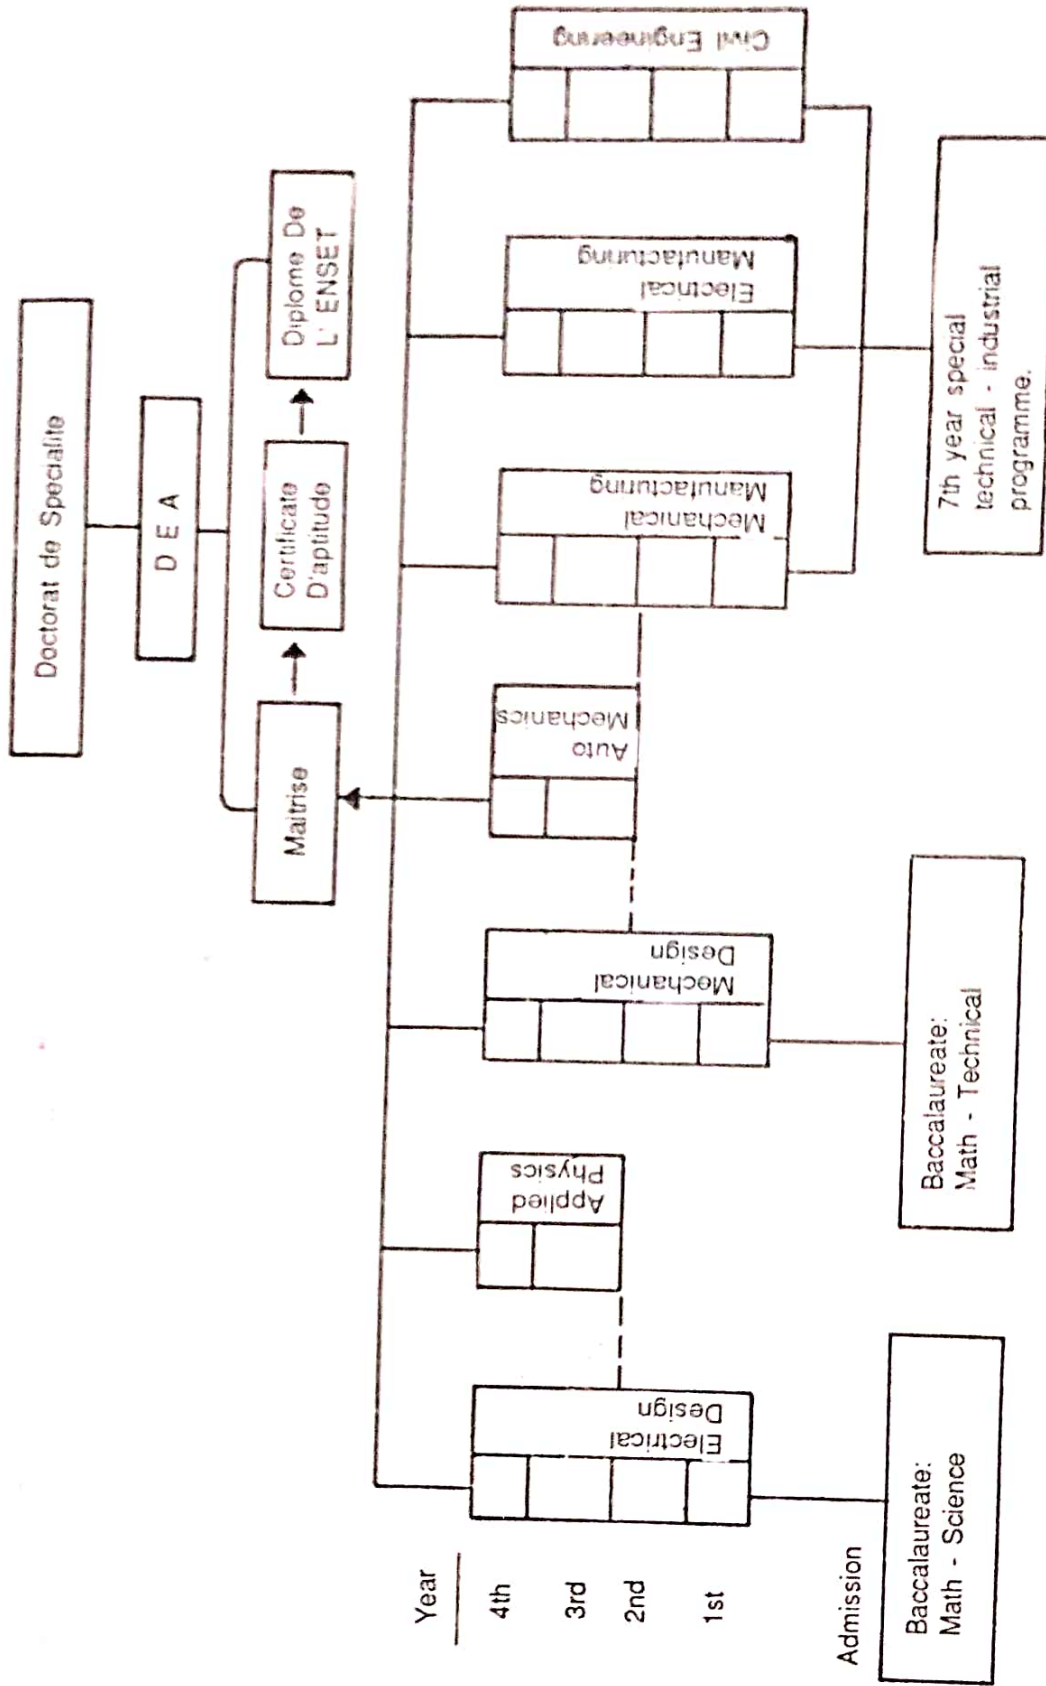 Doctorat de Specialite
D E A
Maitrise
Certificate
D'aptitude
Diplome De
L' ENSET
Year
4th
3rd
2nd
1st
Admission
Electrical
Design
Applied
Physics
Mechanical
Design
Auto
Mechanics
Mechanical
Manufacturing
Electrical
Manufacturing
Civil Engineering
Baccalaureate:
Math - Science
Baccalaureate:
Math - Technical
7th year special
technical - industrial
programme.